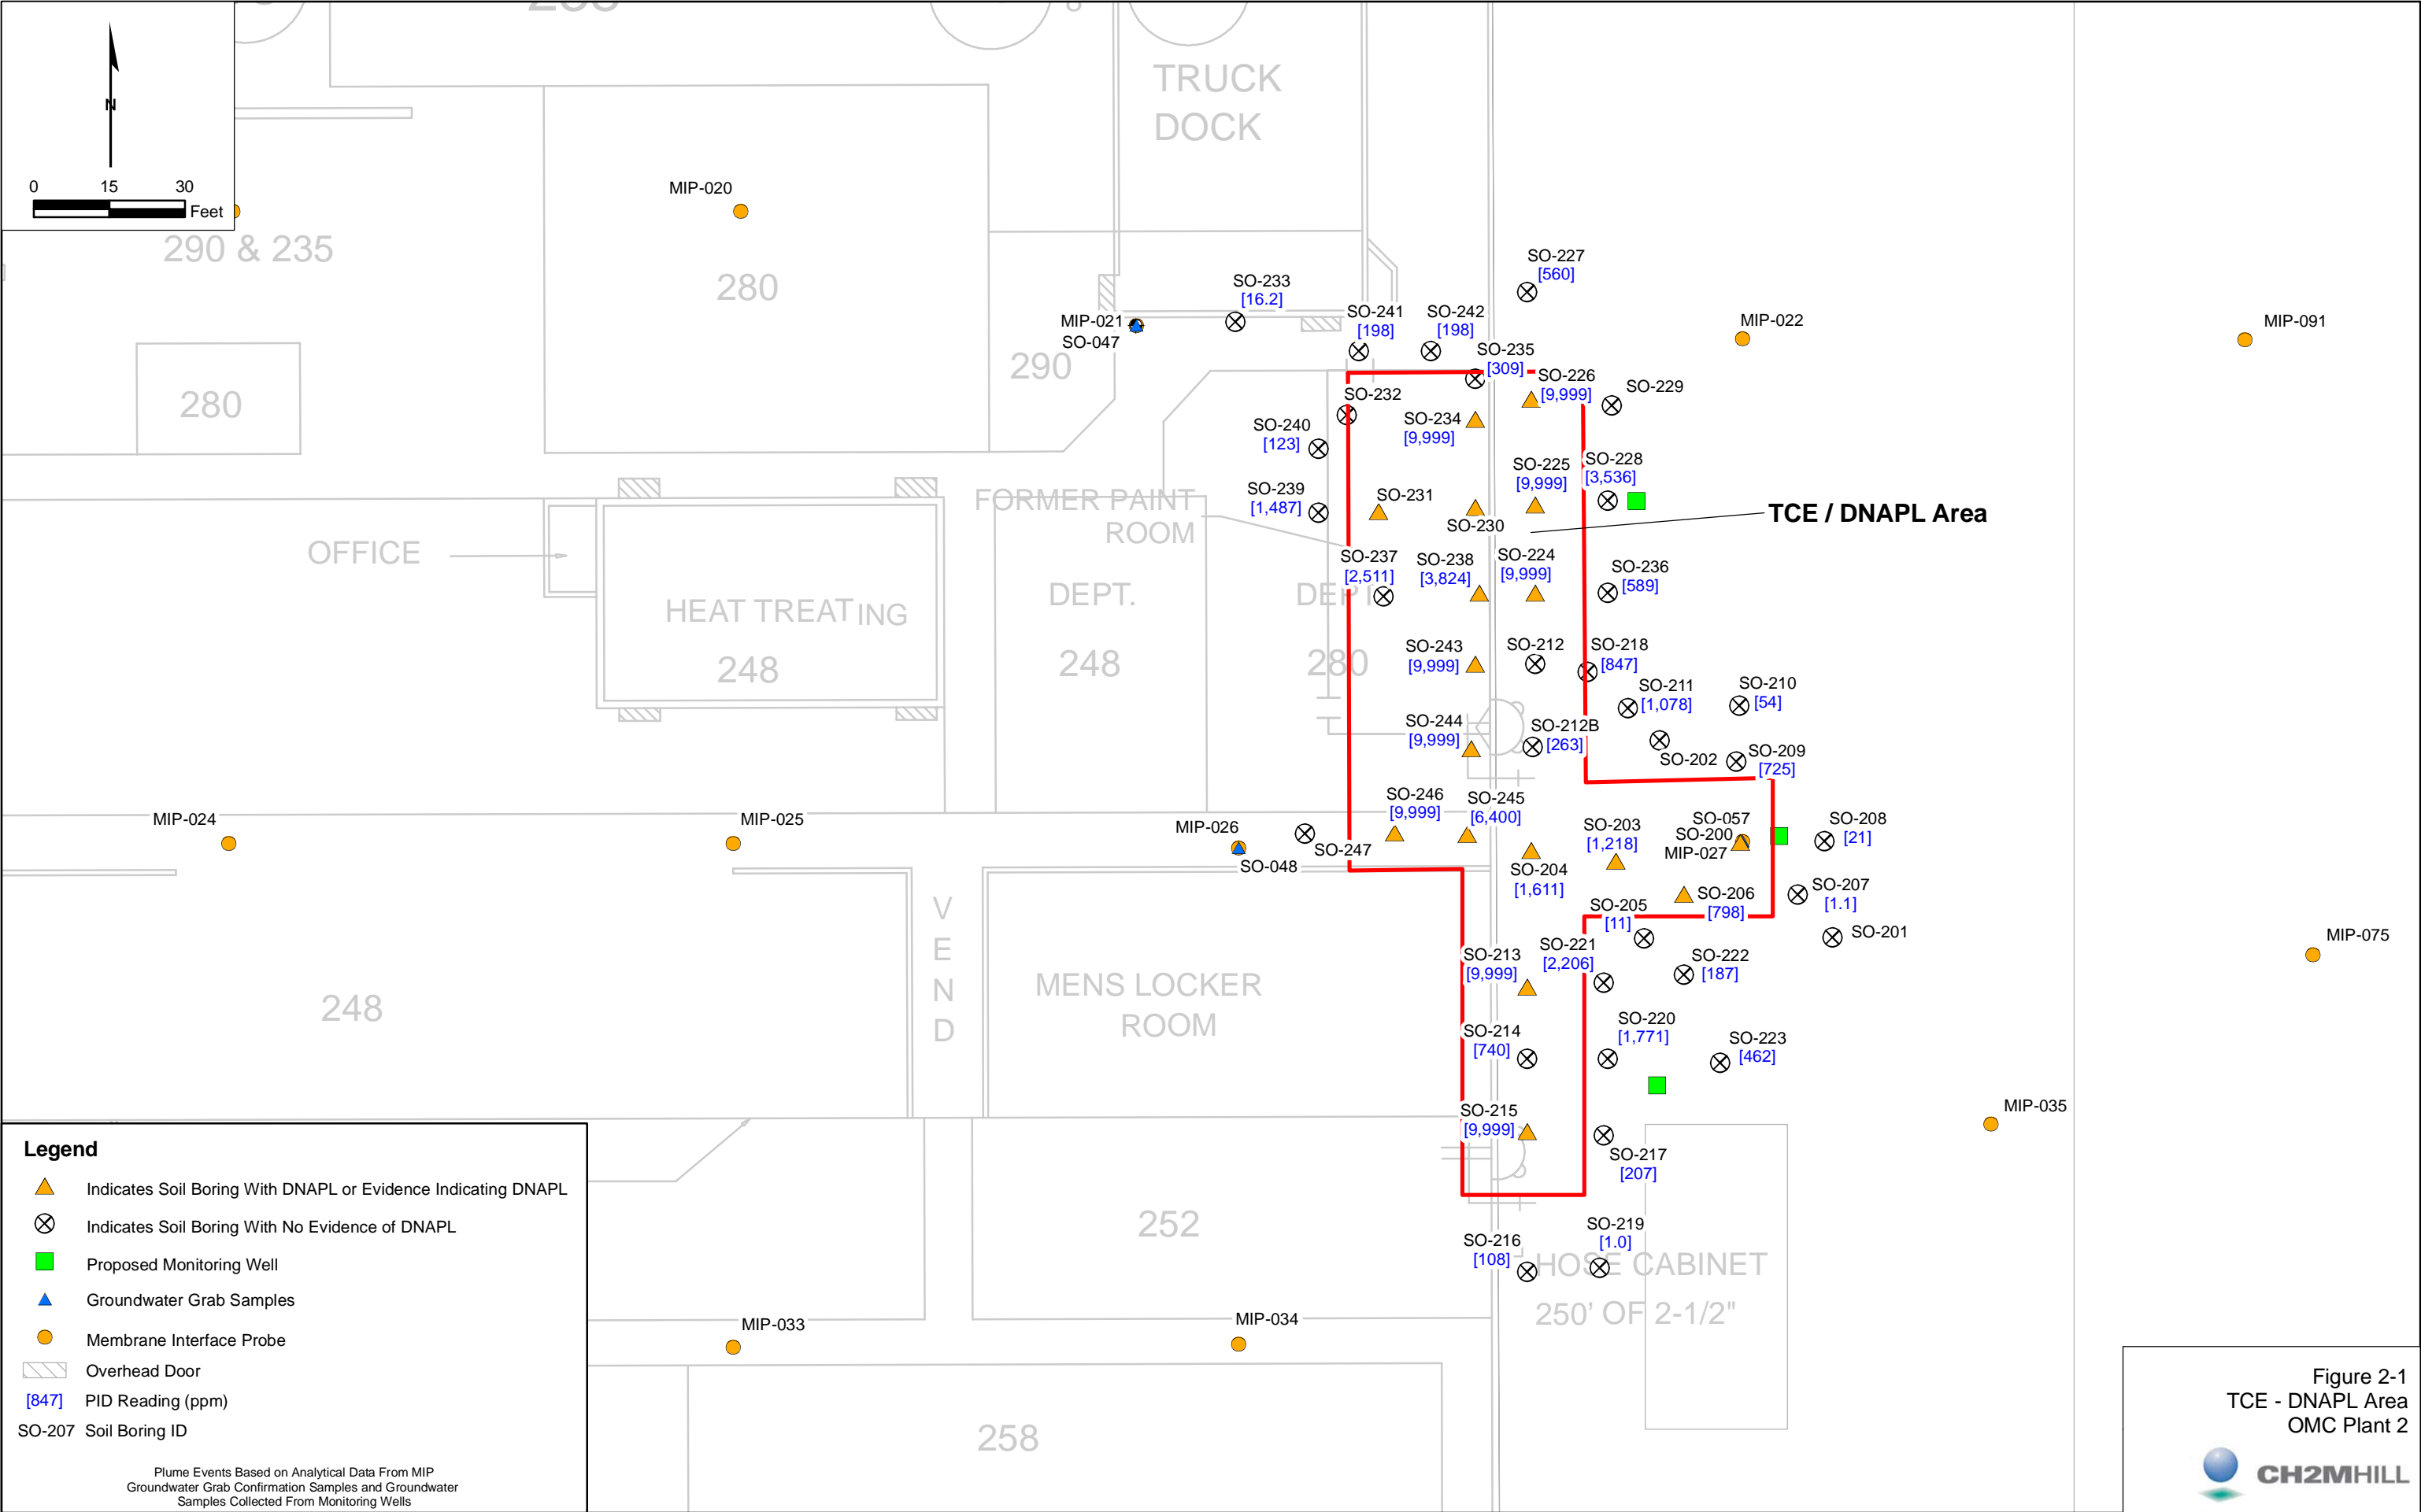 TRUCK
DOCK
N
0 15 30
Feet
290 & 235
MIP-020
280
280
SO-233
[16.2]
MIP-021
SO-047
290
SO-241
[198]
SO-242
[198]
SO-227
[560]
SO-235
[309]
MIP-022
MIP-091
SO-226
[9,999]
SO-229
SO-232
SO-234
[9,999]
SO-240
[123]
SO-239
[1,487]
SO-231
SO-230
SO-225
[9,999]
SO-228
[3,536]
TCE / DNAPL Area
FORMER PAINT
ROOM
OFFICE
HEAT TREATING
248
DEPT.
248
DEPT
280
SO-237
[2,511]
SO-238
[3,824]
SO-224
[9,999]
SO-236
[589]
SO-243
[9,999]
SO-212
SO-218
[847]
SO-211
[1,078]
SO-210
[54]
SO-244
[9,999]
SO-212B
[263]
SO-202
SO-209
[725]
MIP-024
MIP-025
MIP-026
SO-048
SO-247
SO-246
[9,999]
SO-245
[6,400]
SO-204
[1,611]
SO-203
[1,218]
SO-057
SO-200
MIP-027
SO-208
[21]
SO-206
[798]
SO-207
[1.1]
SO-205
[11]
SO-201
MIP-075
VEND
248
MENS LOCKER
ROOM
SO-213
[9,999]
SO-221
[2,206]
SO-222
[187]
SO-214
[740]
SO-220
[1,771]
SO-223
[462]
MIP-035
SO-215
[9,999]
SO-217
[207]
252
SO-216
[108]
SO-219
[1.0]
HOSE CABINET
250' OF 2-1/2"
MIP-033
MIP-034
258
Legend
Indicates Soil Boring With DNAPL or Evidence Indicating DNAPL
Indicates Soil Boring With No Evidence of DNAPL
Proposed Monitoring Well
Groundwater Grab Samples
Membrane Interface Probe
Overhead Door
[847] PID Reading (ppm)
SO-207 Soil Boring ID
Plume Events Based on Analytical Data From MIP
Groundwater Grab Confirmation Samples and Groundwater
Samples Collected From Monitoring Wells
Figure 2-1
TCE - DNAPL Area
OMC Plant 2
CH2MHILL